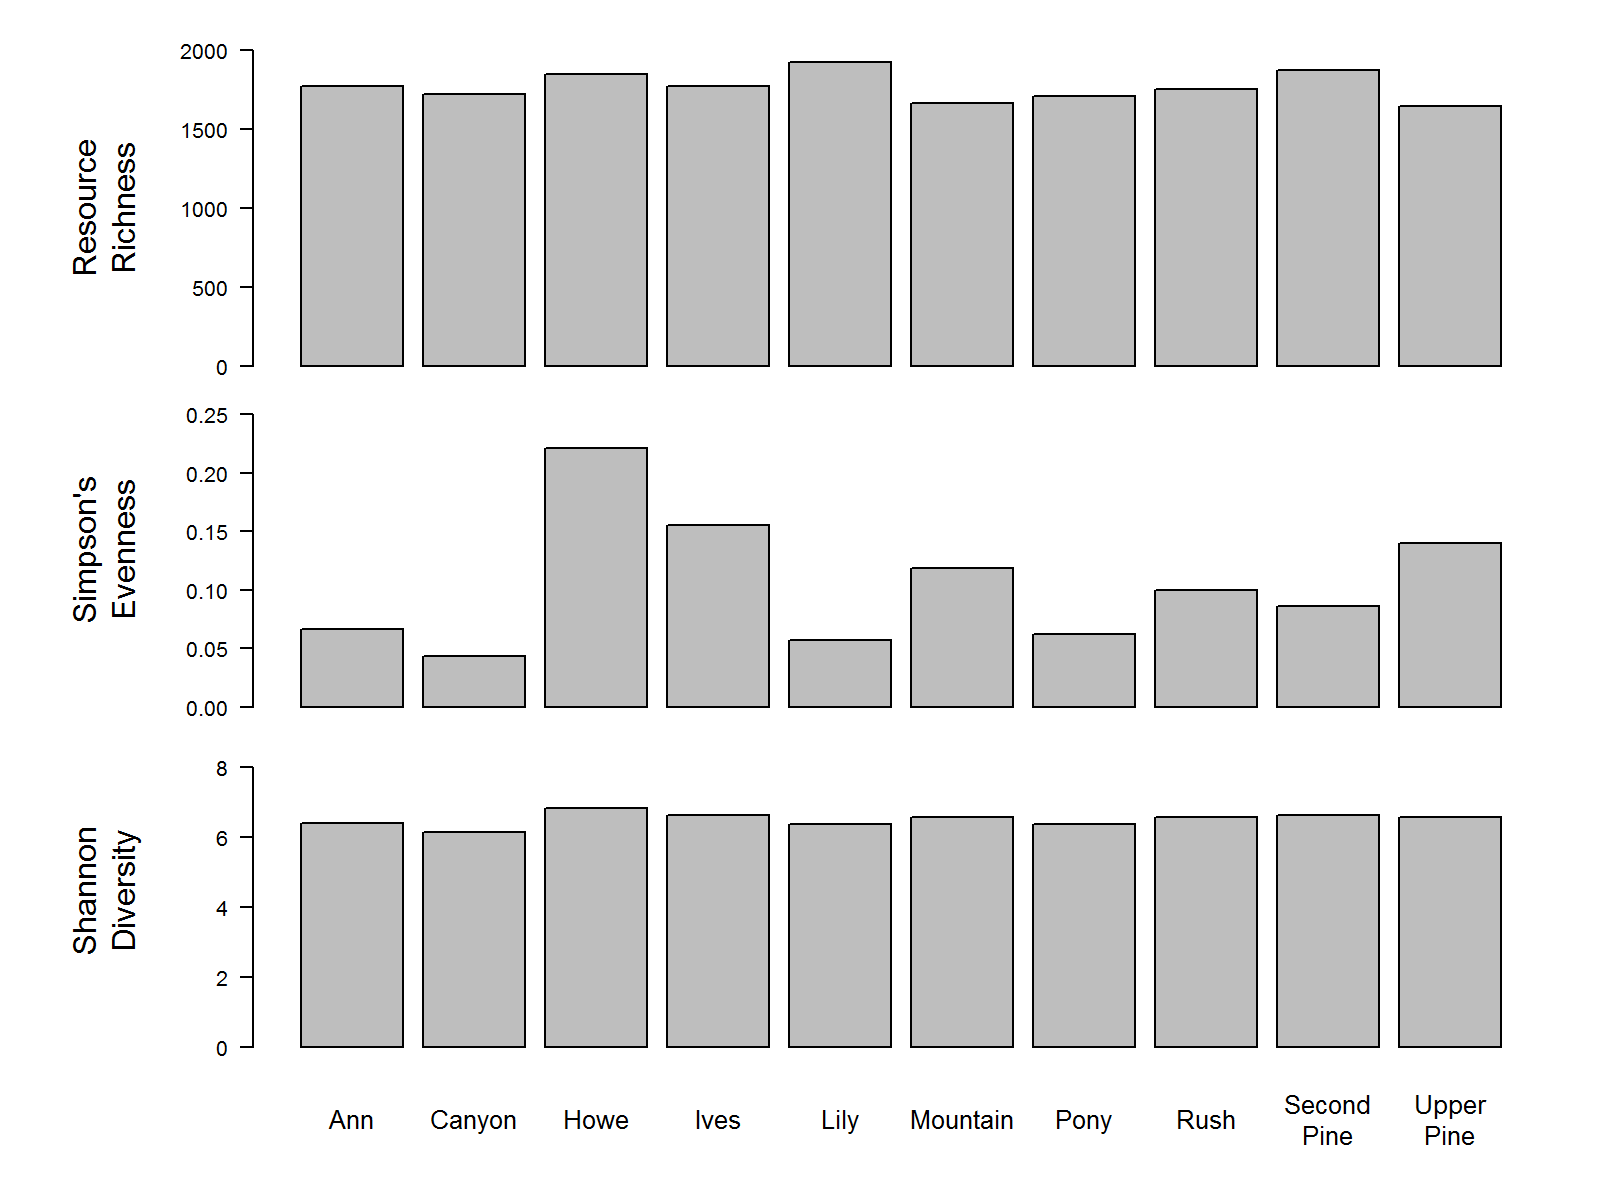 Resource
Richness
2000
1500
1000
500
0
Simpson's
Evenness
0.25
0.20
0.15
0.10
0.05
0.00
Shannon
Diversity
8
6
4
2
0
Ann Canyon Howe Ives Lily Mountain Pony Rush Second Pine Upper Pine